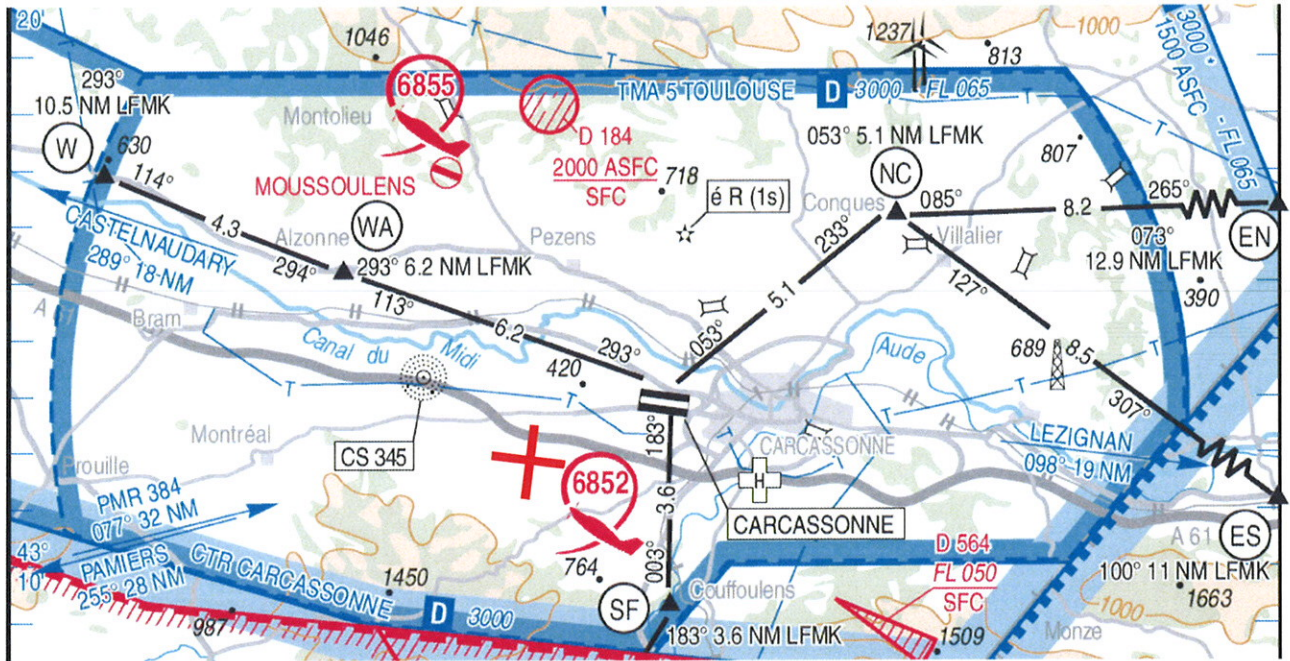 20'
1046
1237
813
1000
3000 *
1500 ASFC - FL 065
293°
10.5 NM LFMK
6855
TMA 5 TOULOUSE D 3000 FL 065
T
Montolieu
D 184
2000 ASFC
SFC
053° 5.1 NM LFMK
807
W
630
MOUSSOULENS
718
é R (1s)
NC
Conques
085°
8.2
265°
114°
4.3
Alzonne
WA
Pezens
233°
Villalier
073°
12.9 NM LFMK
EN
CASTELNAUDARY
289° 18 NM
294°
293° 6.2 NM LFMK
113°
127°
390
5.1
H
A
Bram
Canal du Midi
6.2
293°
053°
Aude
689
8.5
420
T
307°
CS 345
Montréal
183°
CARCASSONNE
LEZIGNAN
098° 19 NM
Prouille
PMR 384
077° 32 NM
6852
3.6
H
CARCASSONNE
A 61
ES
43°
10'
PAMIERS
255° 28 NM
CTR CARCASSONNE
D 3000
1450
764
003°
D 564
FL 050
SFC
100° 11 NM LFMK
1663
SF
Couffoulens
1000
987
183° 3.6 NM LFMK
1509
Monze